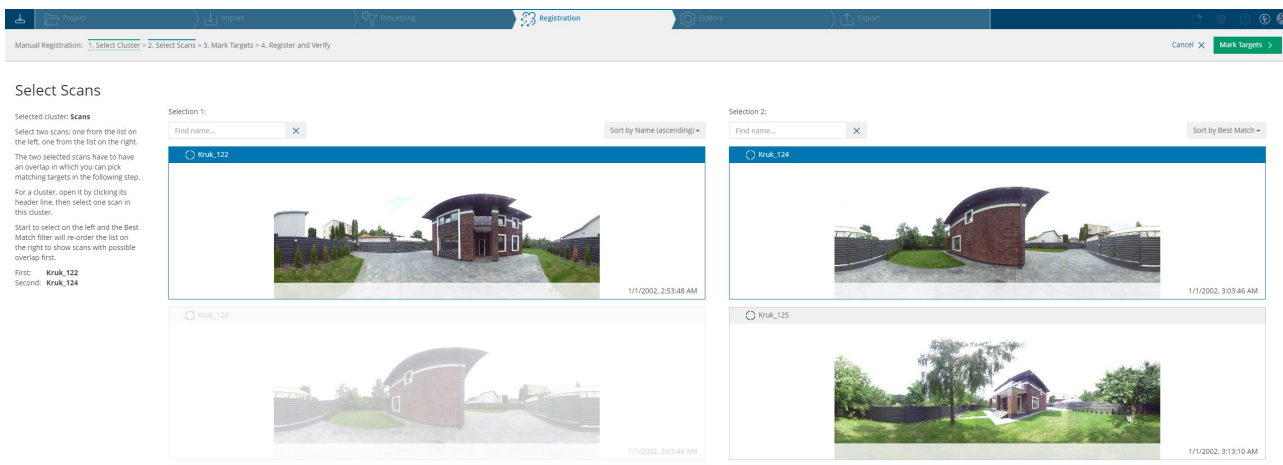 Project
Import
Processing
Registration
Explore
Export
Manual Registration: 1. Select Cluster > 2. Select Scans > 3. Mark Targets > 4. Register and Verify
Cancel X
Mark Targets >
Select Scans
Selected cluster: Scans
Select two scans: one from the list on
the left, one from the list on the right.
The two selected scans have to have
an overlap in which you can pick
matching targets in the following step.
For a cluster, open it by clicking its
header line, then select one scan in
this cluster.
Start to select on the left and the Best
Match filter will re-order the list on
the right to show scans with possible
overlap first.
First: Kruk_122
Second: Kruk_124
Selection 1:
Find name...
Sort by Name (ascending)
Kruk_122
1/1/2002, 2:53:48 AM
Kruk_124
1/1/2002, 3:03:46 AM
Selection 2:
Find name...
Sort by Best Match
Kruk_124
1/1/2002, 3:03:46 AM
Kruk_125
1/1/2002, 3:13:10 AM